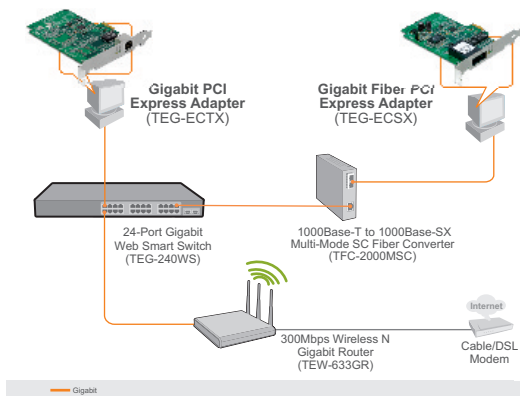 Gigabit PCI
Express Adapter
(TEG-ECTX)
Gigabit Fiber PCI
Express Adapter
(TEG-ECSX)
24-Port Gigabit
Web Smart Switch
(TEG-240WS)
1000Base-T to 1000Base-SX
Multi-Mode SC Fiber Converter
(TFC-2000MSC)
300Mbps Wireless N
Gigabit Router
(TEW-633GR)
Internet
Cable/DSL
Modem
Gigabit